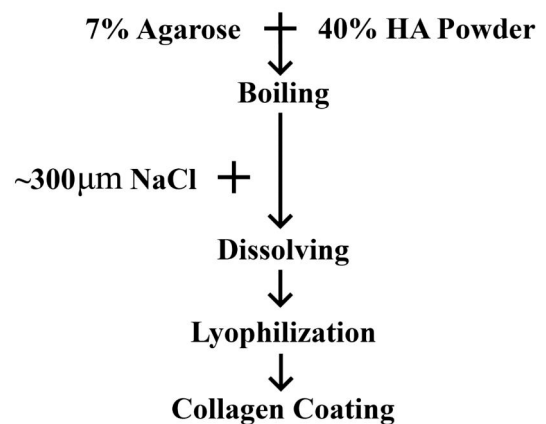 7% Agarose + 40% HA Powder
Boiling
~300μm NaCl +
Dissolving
Lyophilization
Collagen Coating